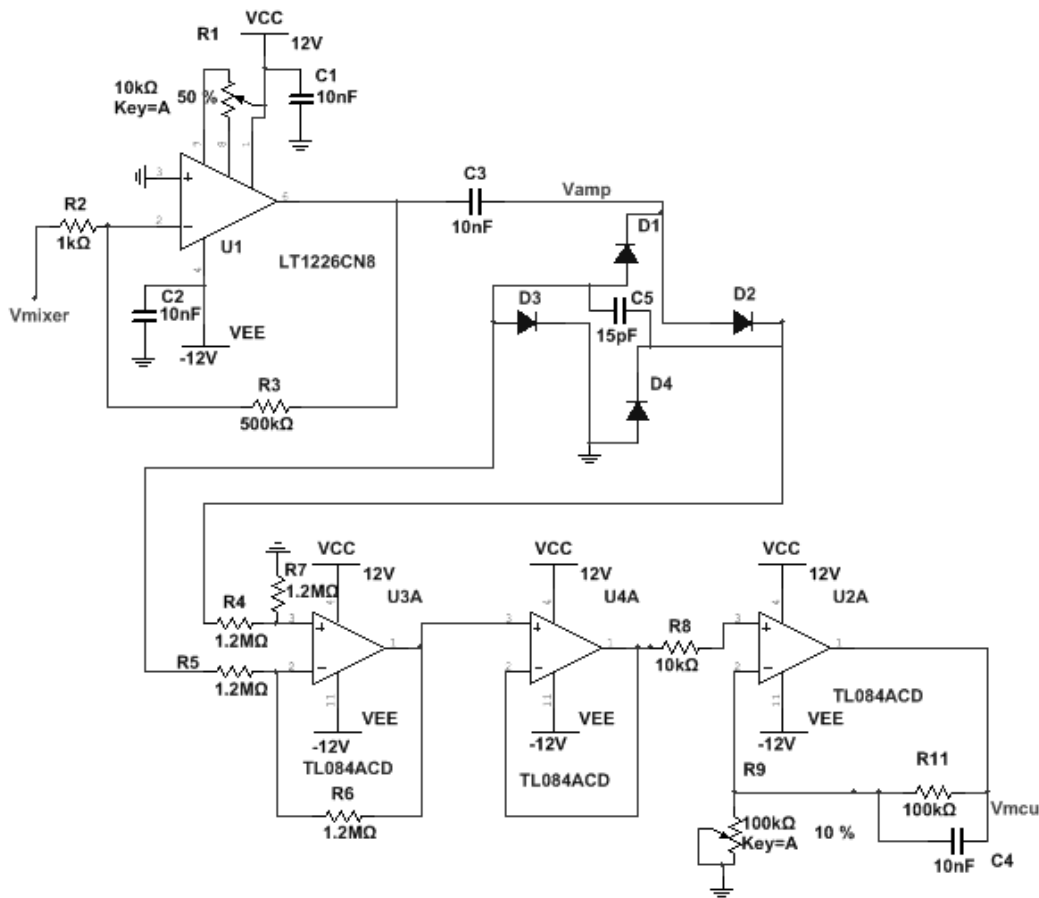 VCC
R1
12V
C1
10kΩ
50 %
10nF
Key=A
9
8
1
3
C3
Vamp
R2
5
D1
2
1kΩ
U1
10nF
LT1226CN8
4
C2
D3
C5
D2
Vmixer
10nF
VEE
15pF
-12V
R3
D4
500kΩ
VCC
VCC
VCC
R7
12V
12V
12V
1.2MΩ
4
U3A
4
U4A
4
U2A
R4
3
1
3
1
R8
3
1
1.2MΩ
R5
2
2
10kΩ
2
1.2MΩ
11
11
11
TL084ACD
VEE
VEE
VEE
-12V
-12V
-12V
TL084ACD
TL084ACD
R9
R11
R6
100kΩ
Vmcu
1.2MΩ
100kΩ
10 %
Key=A
10nF
C4